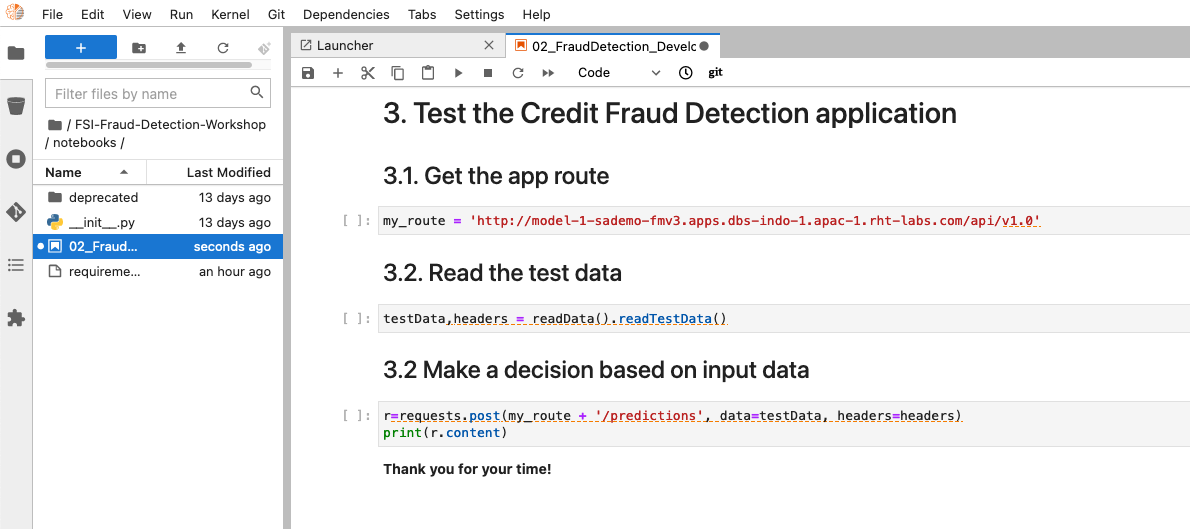 File Edit View Run Kernel Git Dependencies Tabs Settings Help
+
Filter files by name
/ FSI-Fraud-Detection-Workshop
/ notebooks /
Name Last Modified
deprecated 13 days ago
__init__.py 13 days ago
02_Fraud... seconds ago
requireme... an hour ago
Launcher
02_FraudDetection_Develo
Code
git
3. Test the Credit Fraud Detection application
3.1. Get the app route
[ ]: my_route = 'http://model-1-sademo-fmv3.apps.dbs-indo-1.apac-1.rht-labs.com/api/v1.0'
3.2. Read the test data
[ ]: testData,headers = readData().readTestData()
3.2 Make a decision based on input data
[ ]: r=requests.post(my_route + '/predictions', data=testData, headers=headers)
print(r.content)
Thank you for your time!